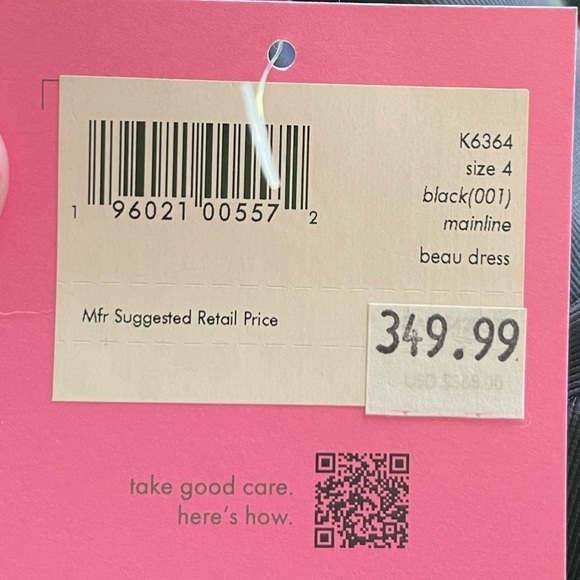 K6364
size 4
black(001)
mainline
beau dress
1 96021 00557 2
Mfr Suggested Retail Price
349.99
take good care.
here's how.